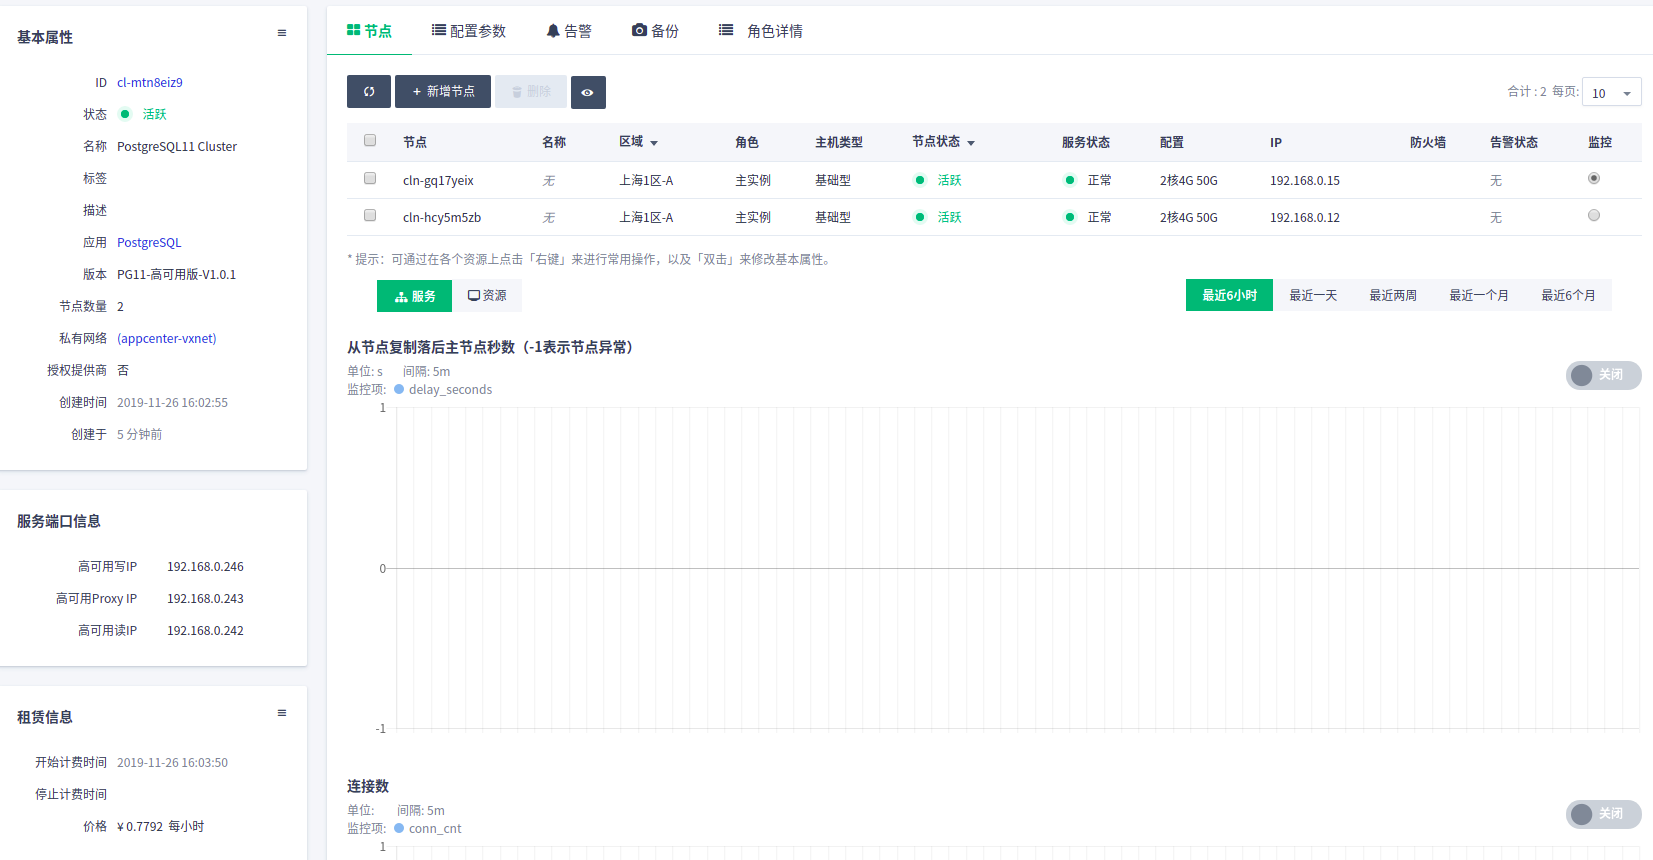 基本属性
ID cl-mtn8eiz9
状态 活跃
名称 PostgreSQL11 Cluster
标签
描述
应用 PostgreSQL
版本 PG11-高可用版-V1.0.1
节点数量 2
私有网络 (appcenter-vxnet)
授权提供商 否
创建时间 2019-11-26 16:02:55
创建于 5 分钟前
服务端口信息
高可用写IP 192.168.0.246
高可用Proxy IP 192.168.0.243
高可用读IP 192.168.0.242
租赁信息
开始计费时间 2019-11-26 16:03:50
停止计费时间
价格 ¥ 0.7792 每小时
节点 配置参数 告警 备份 角色详情
+ 新增节点 删除
合计 : 2 每页: 10
节点 名称 区域 角色 主机类型 节点状态 服务状态 配置 IP 防火墙 告警状态 监控
cln-gq17yeix 无 上海1区-A 主实例 基础型 活跃 正常 2核4G 50G 192.168.0.15 无
cln-hcy5m5zb 无 上海1区-A 主实例 基础型 活跃 正常 2核4G 50G 192.168.0.12 无
* 提示：可通过在各个资源上点击「右键」来进行常用操作，以及「双击」来修改基本属性。
服务 资源 最近6小时 最近一天 最近两周 最近一个月 最近6个月
从节点复制落后主节点秒数（-1表示节点异常）
单位: s 间隔: 5m
关闭
监控项: delay_seconds
1
0
-1
连接数
单位: 间隔: 5m
关闭
监控项: conn_cnt
1